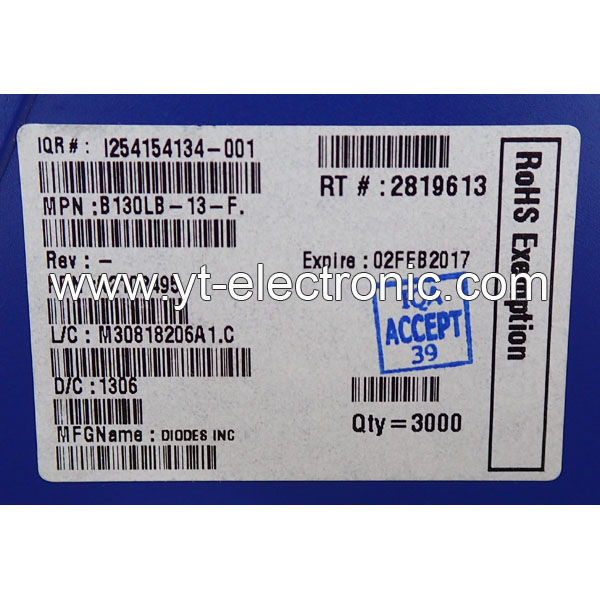 IQR# : I254154134-001
RT # : 2819613
MPN :B130LB-13-F.
Rev : -
Expire :02FEB2017
www.yt-electronic.com
L/C: M30818206A1.C
IQA
ACCEPT
39
D/C:1306
Qty=3000
MFGName : DIODES INC
RoHS Exemption